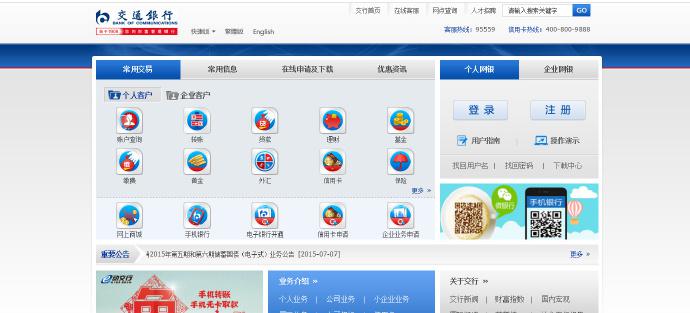 交通銀行
BANK OF COMMUNICATIONS
交行首页 在线客服 网点查询 人才招聘 请输入搜索关键字 GO
快捷版 繁體版 English
客服热线：95559 信用卡热线：400-800-9888
常用交易 常用信息 在线申请及下载 优惠资讯 个人网银 企业网银
个人客户 企业客户
登 录 注 册
账户查询 转账 贷款 理财 基金
用户指南 操作演示
黄金 外汇 信用卡 保险
找回用户名 | 找回密码 | 下载中心
更多 »
微银行 手机银行
网上商城 手机银行 电子银行开通 信用卡申请 企业业务申请
重要公告 2015年第五期和第六期储蓄国债（电子式）业务公告 [2015-07-07] 更多 »
e动交行
手机转账
手机无卡取款
业务介绍 »
关于交行 »
个人业务 | 公司业务 | 小企业业务
交行新闻 | 财富指数 | 国内宏观